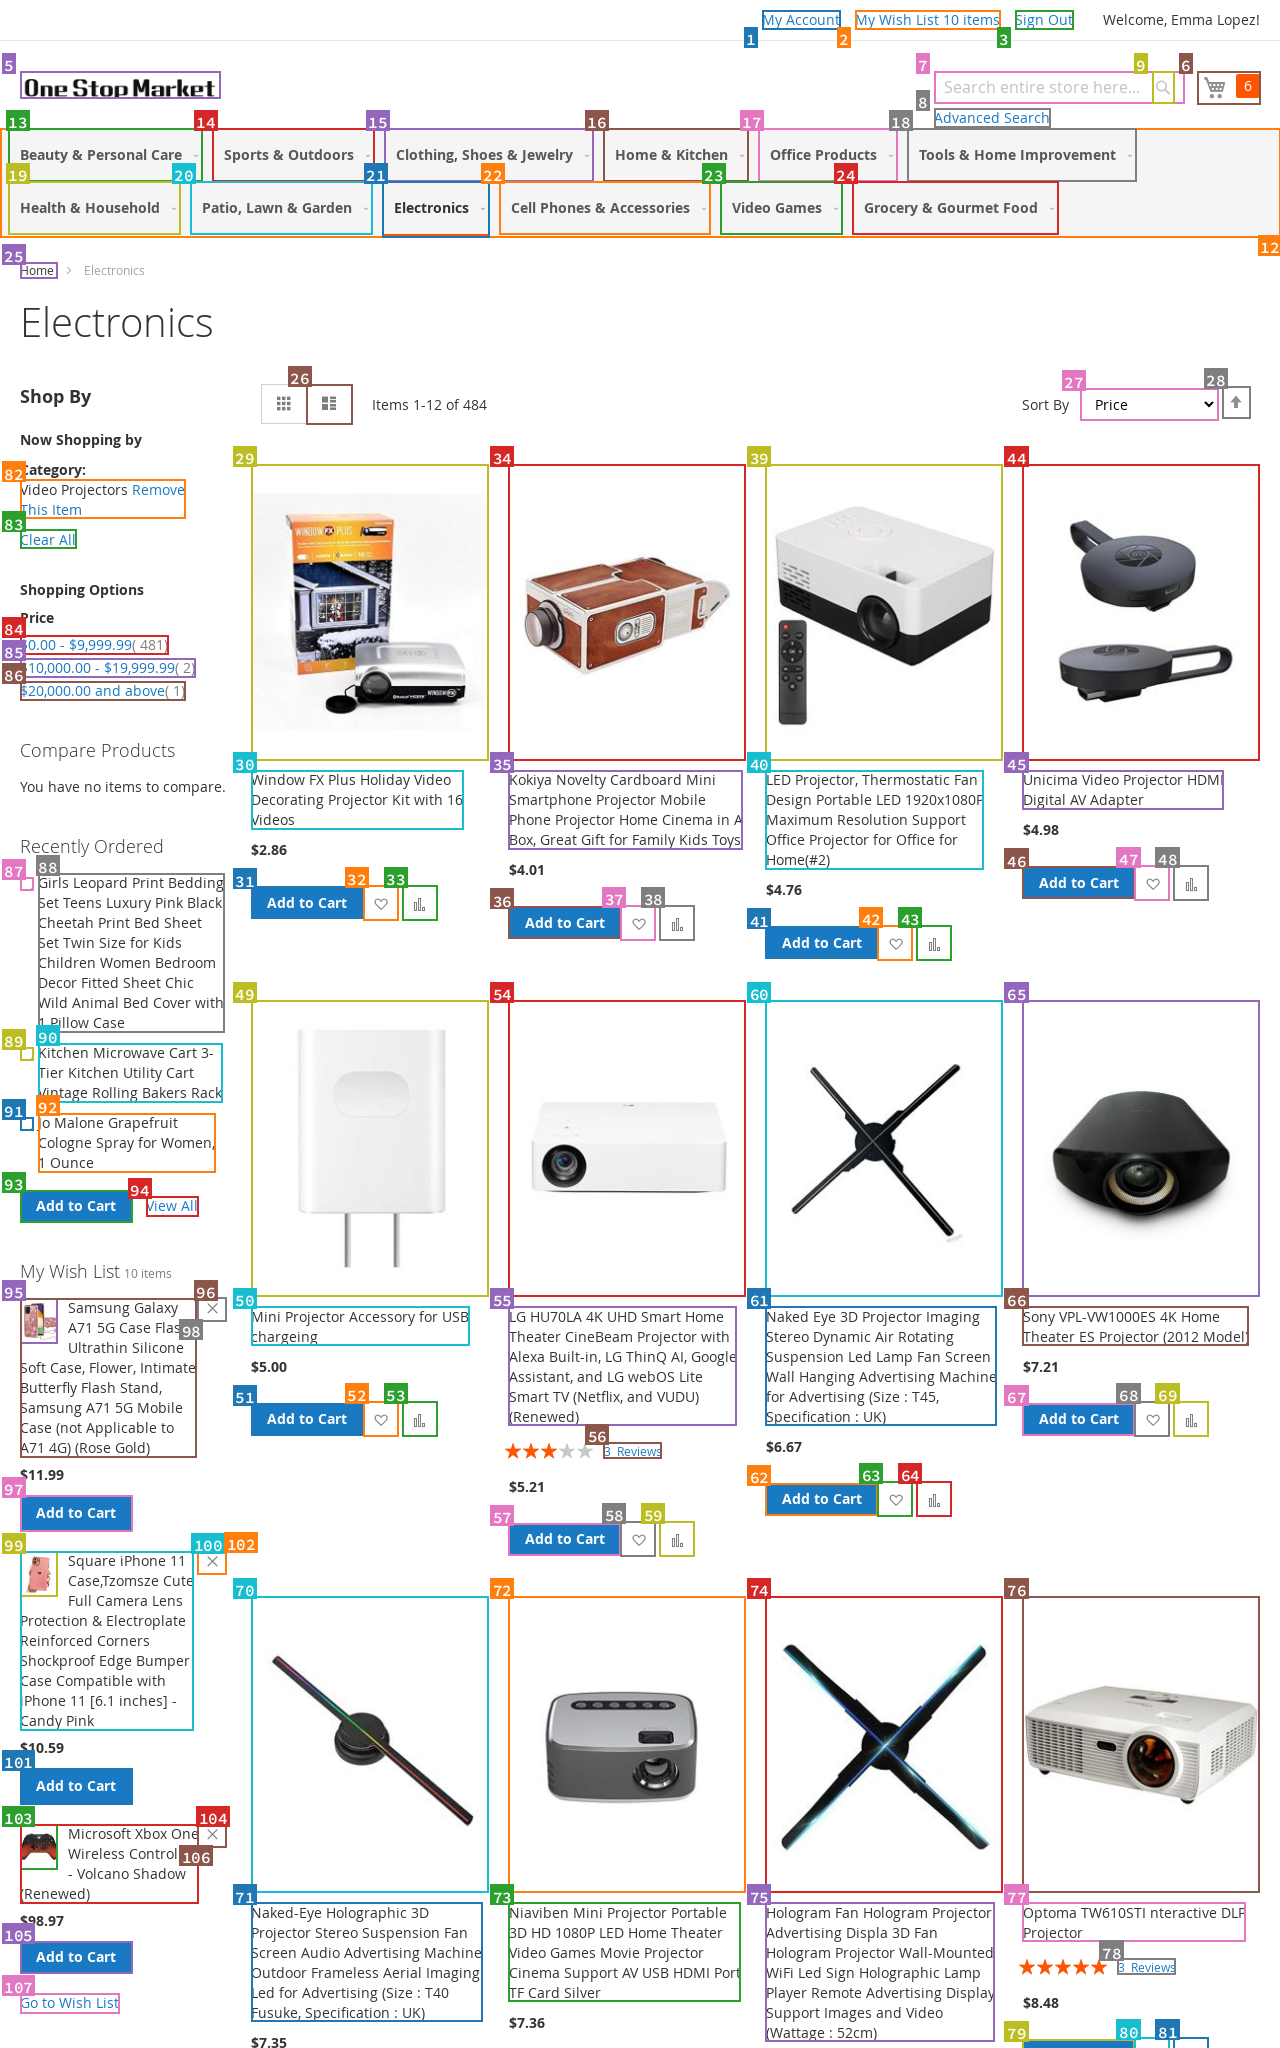 My Account
My Wish List 10 items
Sign Out
Welcome, Emma Lopez!
1
2
3
5
7
9
6
One Stop Market
Search entire store here...
6
8
Advanced Search
13
14
15
16
17
18
Beauty & Personal Care
Sports & Outdoors
Clothing, Shoes & Jewelry
Home & Kitchen
Office Products
Tools & Home Improvement
19
20
21
22
23
24
Health & Household
Patio, Lawn & Garden
Electronics
Cell Phones & Accessories
Video Games
Grocery & Gourmet Food
12
25
Home
Electronics
Electronics
Shop By
Now Shopping by
82
Category:
Video Projectors Remove
This Item
83
Clear All
Shopping Options
Price
84
$0.00 - $9,999.99( 481)
85
$10,000.00 - $19,999.99( 2)
86
$20,000.00 and above( 1)
Compare Products
You have no items to compare.
Recently Ordered
87
88
Girls Leopard Print Bedding
Set Teens Luxury Pink Black
Cheetah Print Bed Sheet
Set Twin Size for Kids
Children Women Bedroom
Decor Fitted Sheet Chic
Wild Animal Bed Cover with
1 Pillow Case
89
90
Kitchen Microwave Cart 3-
Tier Kitchen Utility Cart
Vintage Rolling Bakers Rack
91
92
Jo Malone Grapefruit
Cologne Spray for Women,
1 Ounce
93
94
Add to Cart
View All
My Wish List 10 items
95
96
98
Samsung Galaxy
A71 5G Case Flash
Ultrathin Silicone
Soft Case, Flower, Intimate
Butterfly Flash Stand,
Samsung A71 5G Mobile
Case (not Applicable to
A71 4G) (Rose Gold)
$11.99
97
Add to Cart
99
100
102
Square iPhone 11
Case,Tzomsze Cute
Full Camera Lens
Protection & Electroplate
Reinforced Corners
Shockproof Edge Bumper
Case Compatible with
iPhone 11 [6.1 inches] -
Candy Pink
$10.59
101
Add to Cart
103
104
106
Microsoft Xbox One
Wireless Control
- Volcano Shadow
(Renewed)
$98.97
105
Add to Cart
107
Go to Wish List
26
Items 1-12 of 484
27
28
Sort By
Price
29
WINDOW FX PLUS
30
Window FX Plus Holiday Video
Decorating Projector Kit with 16
Videos
$2.86
31
32
33
Add to Cart
34
35
Kokiya Novelty Cardboard Mini
Smartphone Projector Mobile
Phone Projector Home Cinema in A
Box, Great Gift for Family Kids Toys
$4.01
36
37
38
Add to Cart
39
40
LED Projector, Thermostatic Fan
Design Portable LED 1920x1080P
Maximum Resolution Support
Office Projector for Office for
Home(#2)
$4.76
41
42
43
Add to Cart
44
45
Unicima Video Projector HDMI
Digital AV Adapter
$4.98
46
47
48
Add to Cart
49
50
Mini Projector Accessory for USB
chargeing
$5.00
51
52
53
Add to Cart
54
55
LG HU70LA 4K UHD Smart Home
Theater CineBeam Projector with
Alexa Built-in, LG ThinQ AI, Google
Assistant, and LG webOS Lite
Smart TV (Netflix, and VUDU)
(Renewed)
56
3 Reviews
$5.21
57
58
59
Add to Cart
60
61
Naked Eye 3D Projector Imaging
Stereo Dynamic Air Rotating
Suspension Led Lamp Fan Screen
Wall Hanging Advertising Machine
for Advertising (Size : T45,
Specification : UK)
$6.67
62
63
64
Add to Cart
65
66
Sony VPL-VW1000ES 4K Home
Theater ES Projector (2012 Model)
$7.21
67
68
69
Add to Cart
70
71
Naked-Eye Holographic 3D
Projector Stereo Suspension Fan
Screen Audio Advertising Machine
Outdoor Frameless Aerial Imaging
Led for Advertising (Size : T40
Fusuke, Specification : UK)
$7.35
72
73
Niaviben Mini Projector Portable
3D HD 1080P LED Home Theater
Video Games Movie Projector
Cinema Support AV USB HDMI Port
TF Card Silver
$7.36
74
75
Hologram Fan Hologram Projector
Advertising Displa 3D Fan
Hologram Projector Wall-Mounted
WiFi Led Sign Holographic Lamp
Player Remote Advertising Display
Support Images and Video
(Wattage : 52cm)
76
77
Optoma TW610STI nteractive DLP
Projector
78
3 Reviews
$8.48
79
80
81